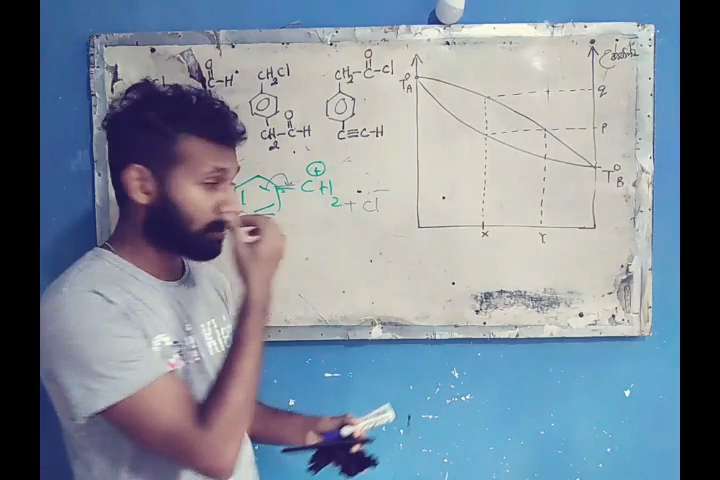 CH₂Cl
CH₂-C-Cl
O
C-H
O
CH₂-C-H
O
C≡C-H
⊕
CH₂ + Cl⁻
T°A
q
P
T°B
x
Y